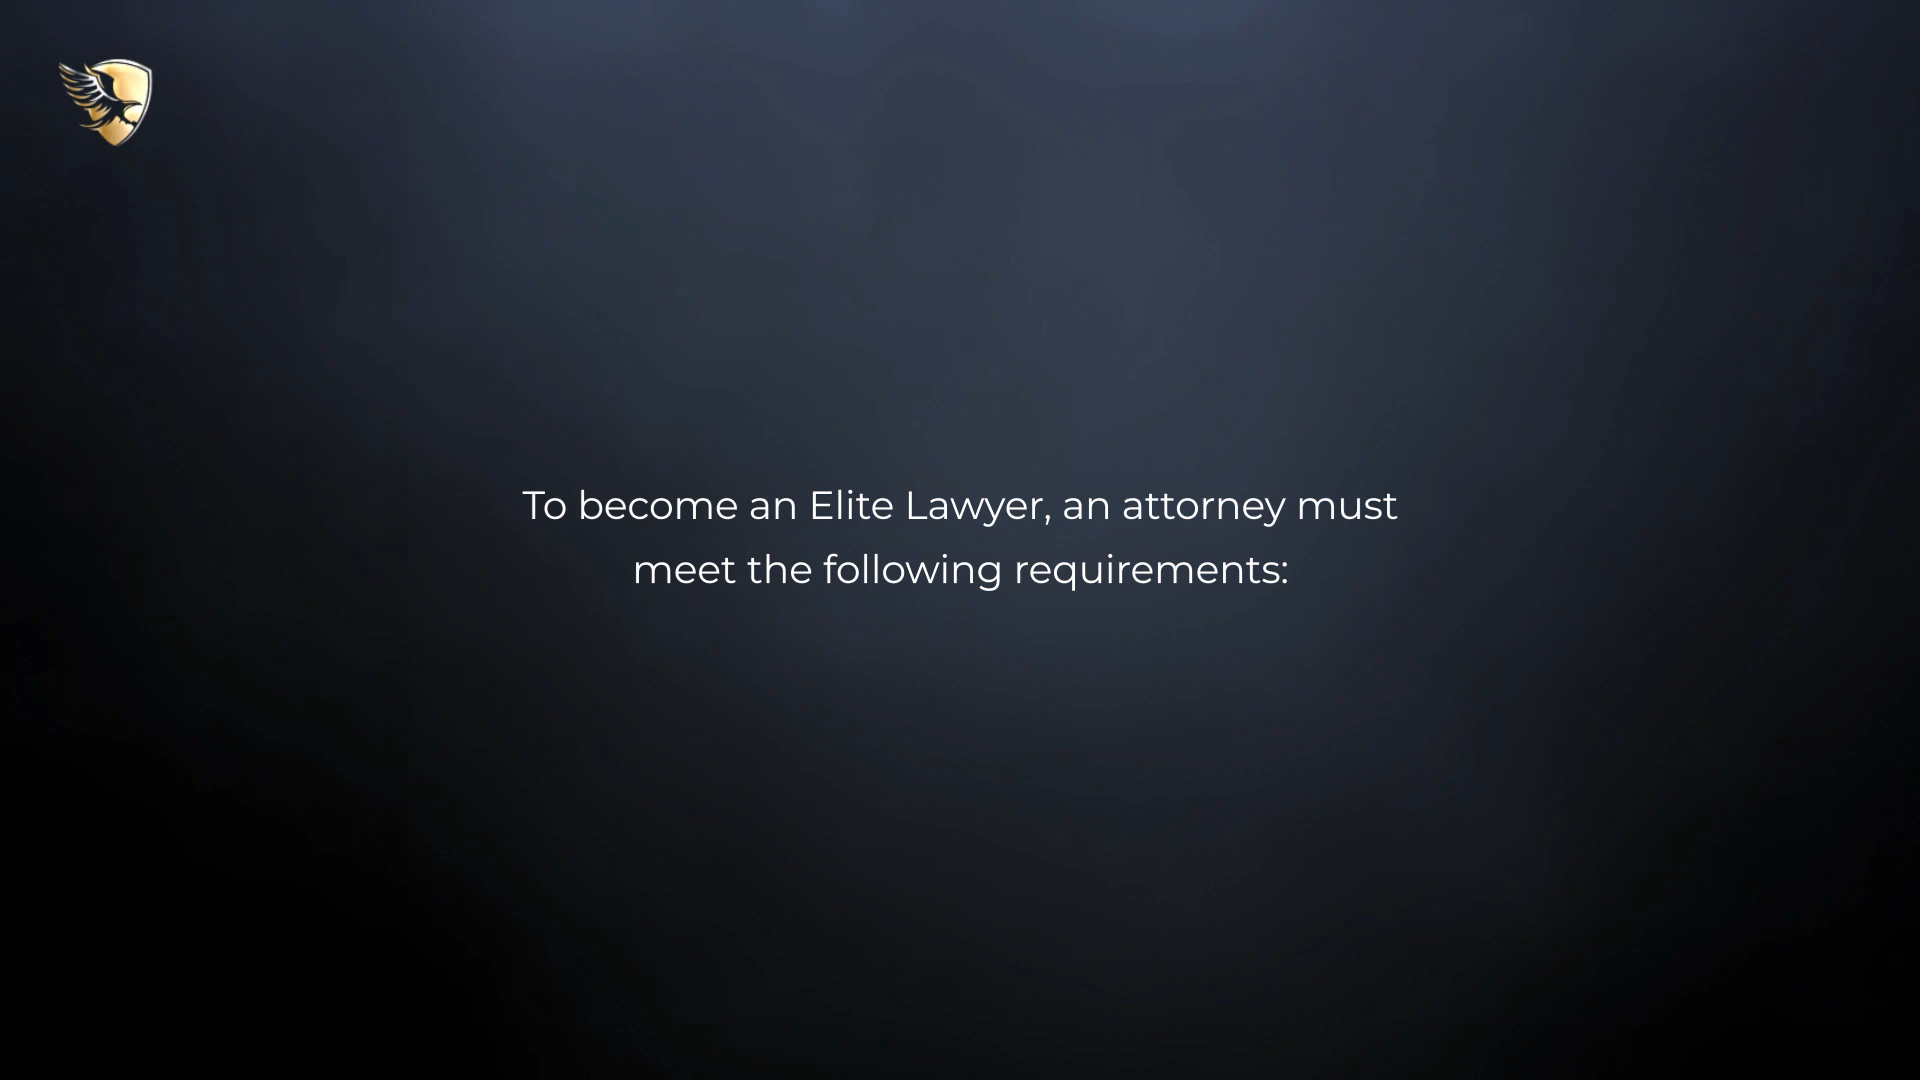 To become an Elite Lawyer, an attorney must
meet the following requirements: